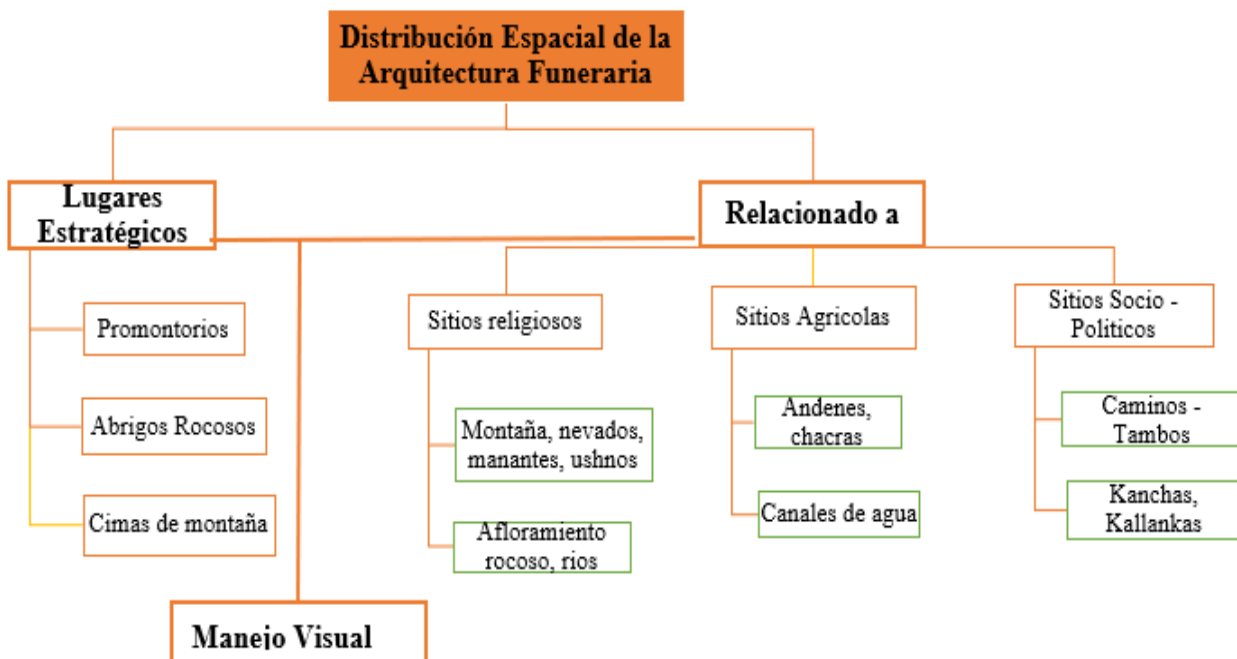 Distribución Espacial de la
Arquitectura Funeraria
Lugares
Estratégicos
Relacionado a
Promontorios
Abrigos Rocosos
Cimas de montaña
Sitios religiosos
Montaña, nevados,
manantes, ushnos
Afloramiento
rocoso, rios
Sitios Agricolas
Andenes,
chacras
Canales de agua
Sitios Socio -
Politicos
Caminos -
Tambos
Kanchas,
Kallankas
Manejo Visual